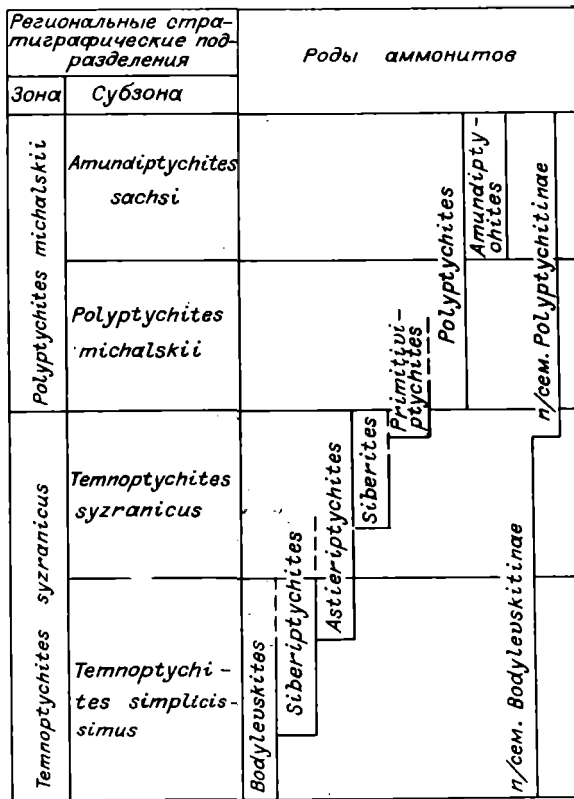 Региональные стра-
тиграфические под-
разделения
Роды аммонитов
Зона
Субзона
Polyptychites michalskii
Amundiptychites
sachsi
Polyptychites
michalskii
Temnoptychites syzranicus
Temnoptychites
syzranicus
Temnoptychi-
tes simplicis-
simus
Bodylevskites
Siberiptychites
Astieriptychites
Siberites
Primitivi-
ptychites
Polyptychites
Amundipty-
chites
п/сем. Polyptychitinae
п/сем. Bodylevskitinae